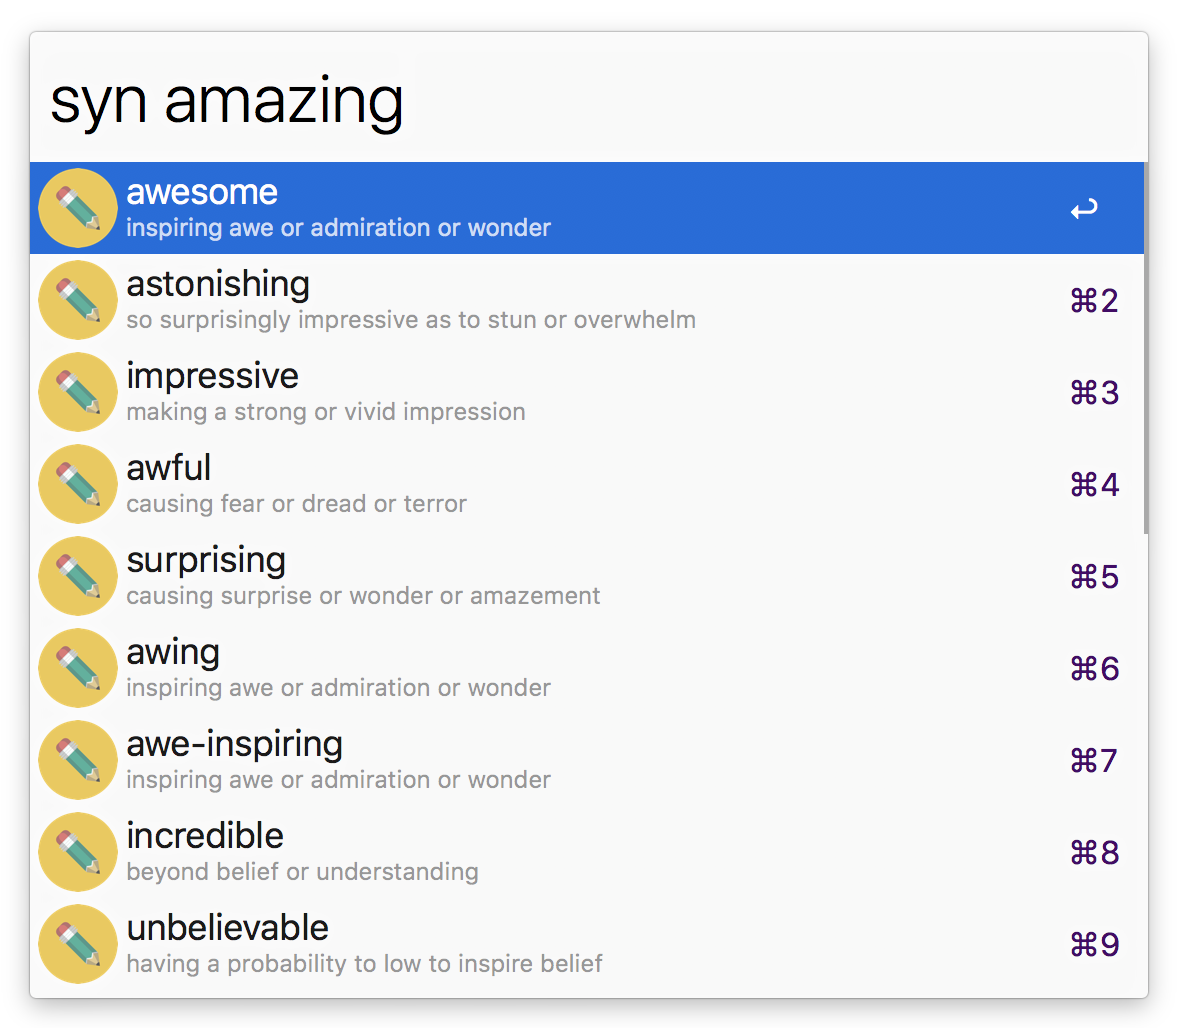 syn amazing
awesome
inspiring awe or admiration or wonder
↩
astonishing
so surprisingly impressive as to stun or overwhelm
⌘2
impressive
making a strong or vivid impression
⌘3
awful
causing fear or dread or terror
⌘4
surprising
causing surprise or wonder or amazement
⌘5
awing
inspiring awe or admiration or wonder
⌘6
awe-inspiring
inspiring awe or admiration or wonder
⌘7
incredible
beyond belief or understanding
⌘8
unbelievable
having a probability to low to inspire belief
⌘9